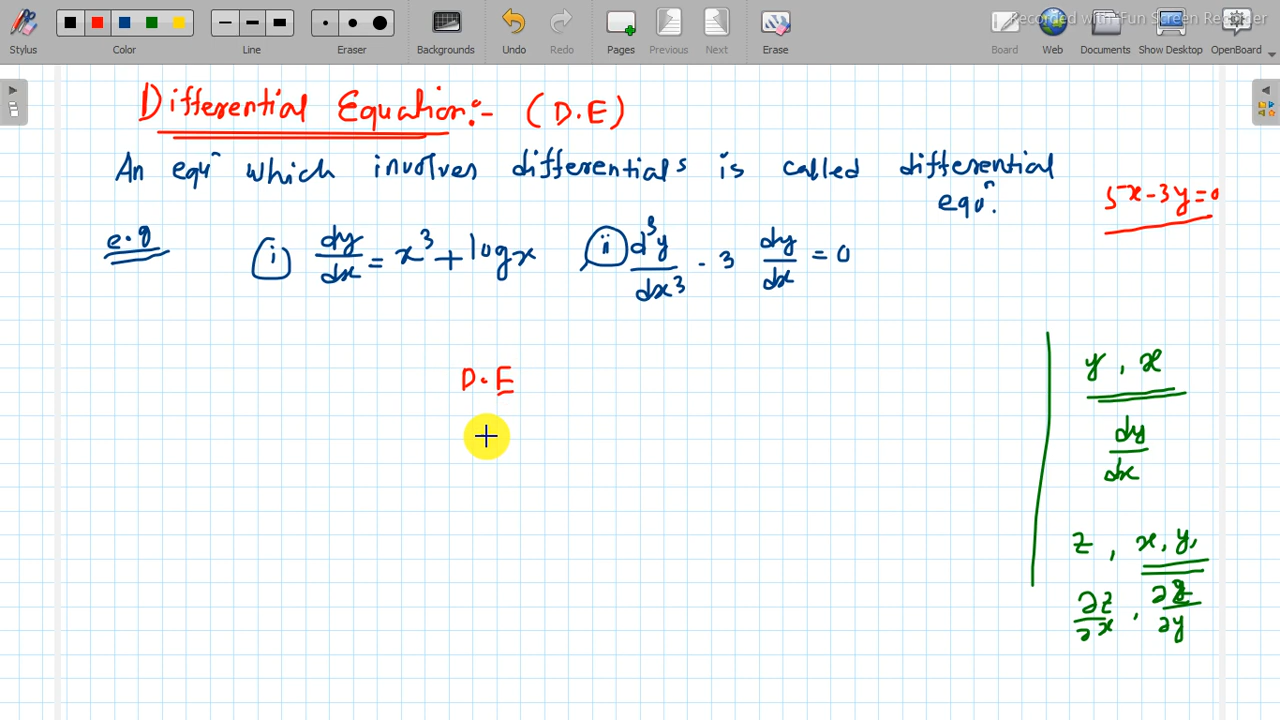 Recorded with Fun Screen Recorder
Stylus Color Line Eraser Backgrounds Undo Redo Pages Previous Next Erase Board Web Documents Show Desktop OpenBoard
Differential Equation:- (D.E)
An equⁿ which involves differentials is called differential
equⁿ.
5x-3y=0
e.g (i) dy/dx = x³ + log x (ii) d³y/dx³ - 3 dy/dx = 0
D.E
y, x
dy/dx
z, x, y,
∂z/∂x, ∂z/∂y